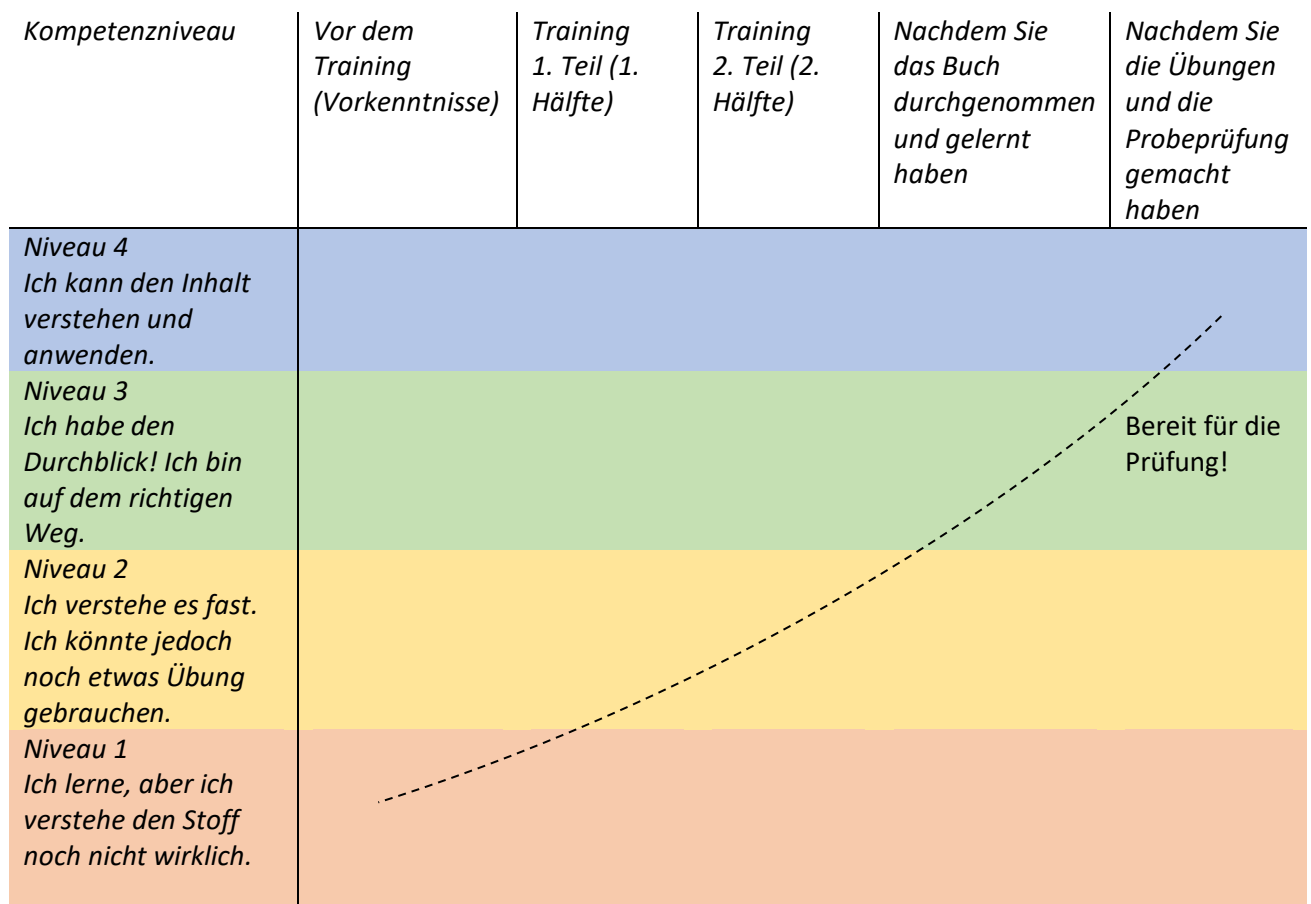 Kompetenzniveau
Vor dem
Training
(Vorkenntnisse)
Training
1. Teil (1.
Hälfte)
Training
2. Teil (2.
Hälfte)
Nachdem Sie
das Buch
durchgenommen
und gelernt
haben
Nachdem Sie
die Übungen
und die
Probeprüfung
gemacht
haben
Niveau 4
Ich kann den Inhalt
verstehen und
anwenden.
Niveau 3
Ich habe den
Durchblick! Ich bin
auf dem richtigen
Weg.
Bereit für die
Prüfung!
Niveau 2
Ich verstehe es fast.
Ich könnte jedoch
noch etwas Übung
gebrauchen.
Niveau 1
Ich lerne, aber ich
verstehe den Stoff
noch nicht wirklich.